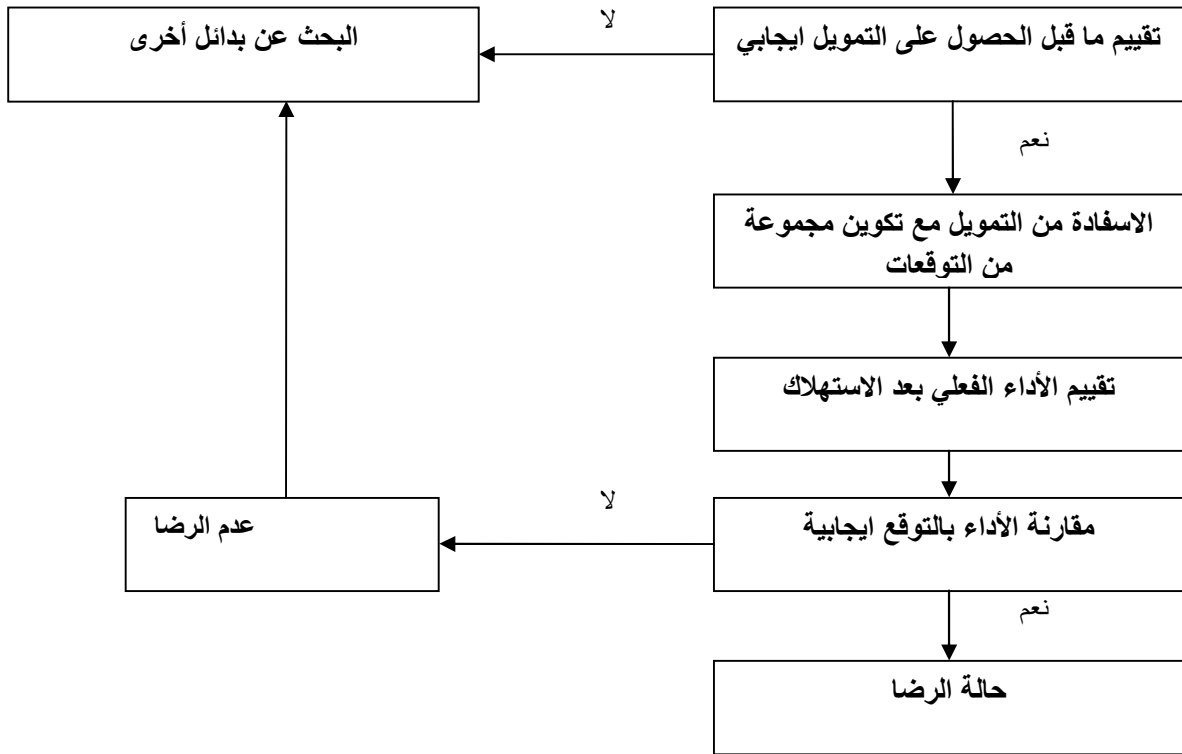 تقييم ما قبل الحصول على التمويل ايجابي
لا
البحث عن بدائل أخرى
نعم
الاسفادة من التمويل مع تكوين مجموعة
من التوقعات
تقييم الأداء الفعلي بعد الاستهلاك
مقارنة الأداء بالتوقع ايجابية
لا
عدم الرضا
نعم
حالة الرضا